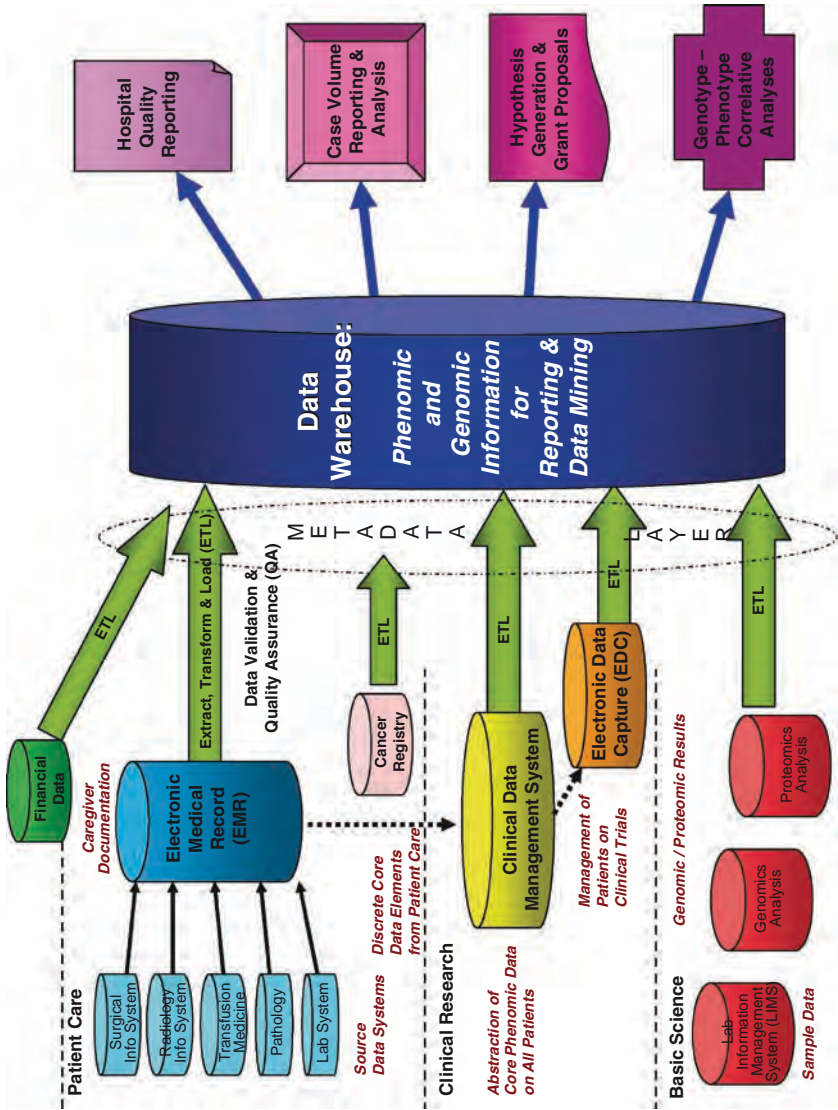 Financial
Data
ETL
Patient Care
Surgical
Info System
Radiology
Info System
Transfusion
Medicine
Pathology
Lab System
Source
Data Systems
Caregiver
Documentation
Electronic
Medical
Record
(EMR)
Extract, Transform & Load (ETL)
Data Validation &
Quality Assurance (QA)
Discrete Core
Data Elements
from Patient Care
Cancer
Registry
ETL
METADATA
LAYER
Clinical Research
Abstraction of
Core Phenomic Data
on All Patients
Clinical Data
Management System
ETL
Management of
Patients on
Clinical Trials
Electronic Data
Capture (EDC)
ETL
Basic Science
Lab
Information
Management
System (LIMS)
Sample Data
Genomics
Analysis
Genomic / Proteomic Results
Proteomics
Analysis
ETL
Data
Warehouse:
Phenomic
and
Genomic
Information
for
Reporting &
Data Mining
Hospital
Quality
Reporting
Case Volume
Reporting &
Analysis
Hypothesis
Generation &
Grant Proposals
Genotype –
Phenotype
Correlative
Analyses